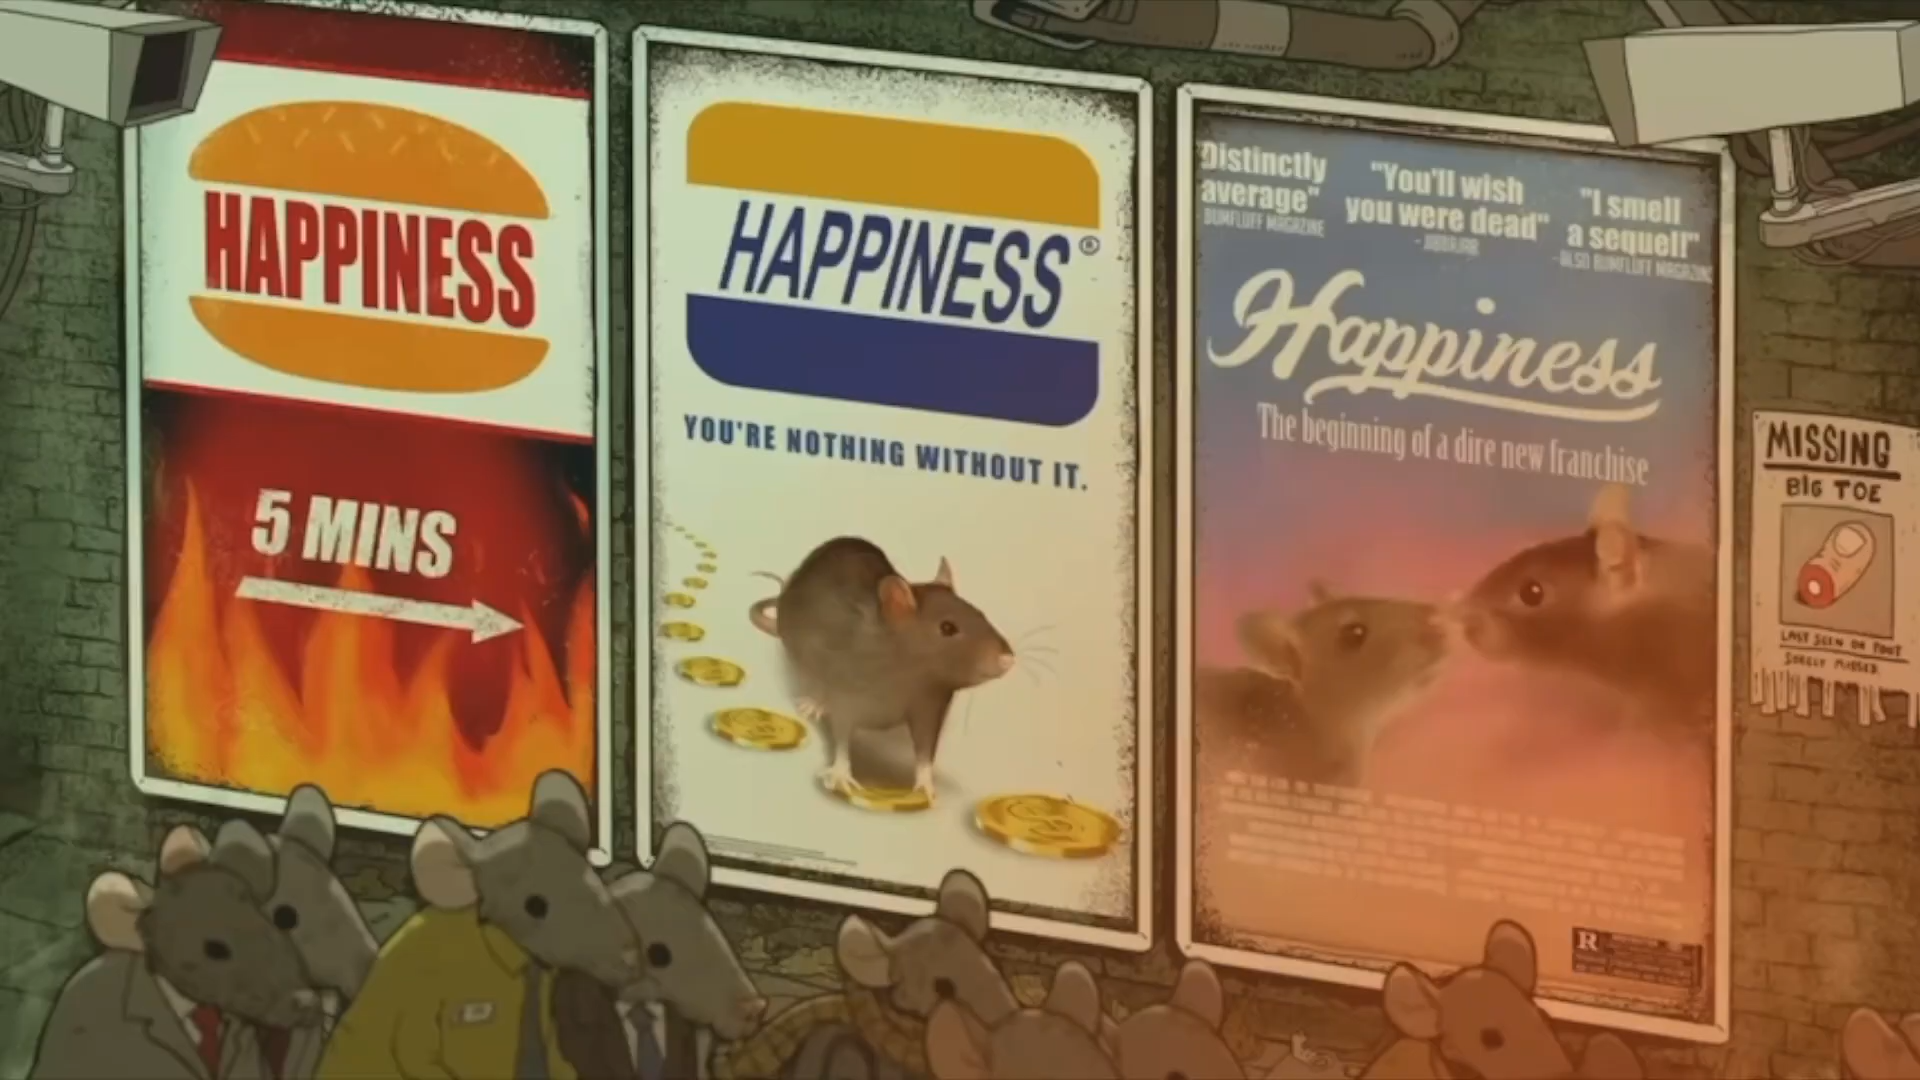 HAPPINESS
5 MINS
HAPPINESS®
YOU'RE NOTHING WITHOUT IT.
Distinctly
average"
BUMFLUFF MAGAZINE
"You'll wish
you were dead"
"I smell
a sequel!"
- ALSO BUMFLUFF MAGAZINE
Happiness
The beginning of a dire new franchise
R
MISSING
BIG TOE
LAST SEEN ON FOOT
SORELY MISSED.